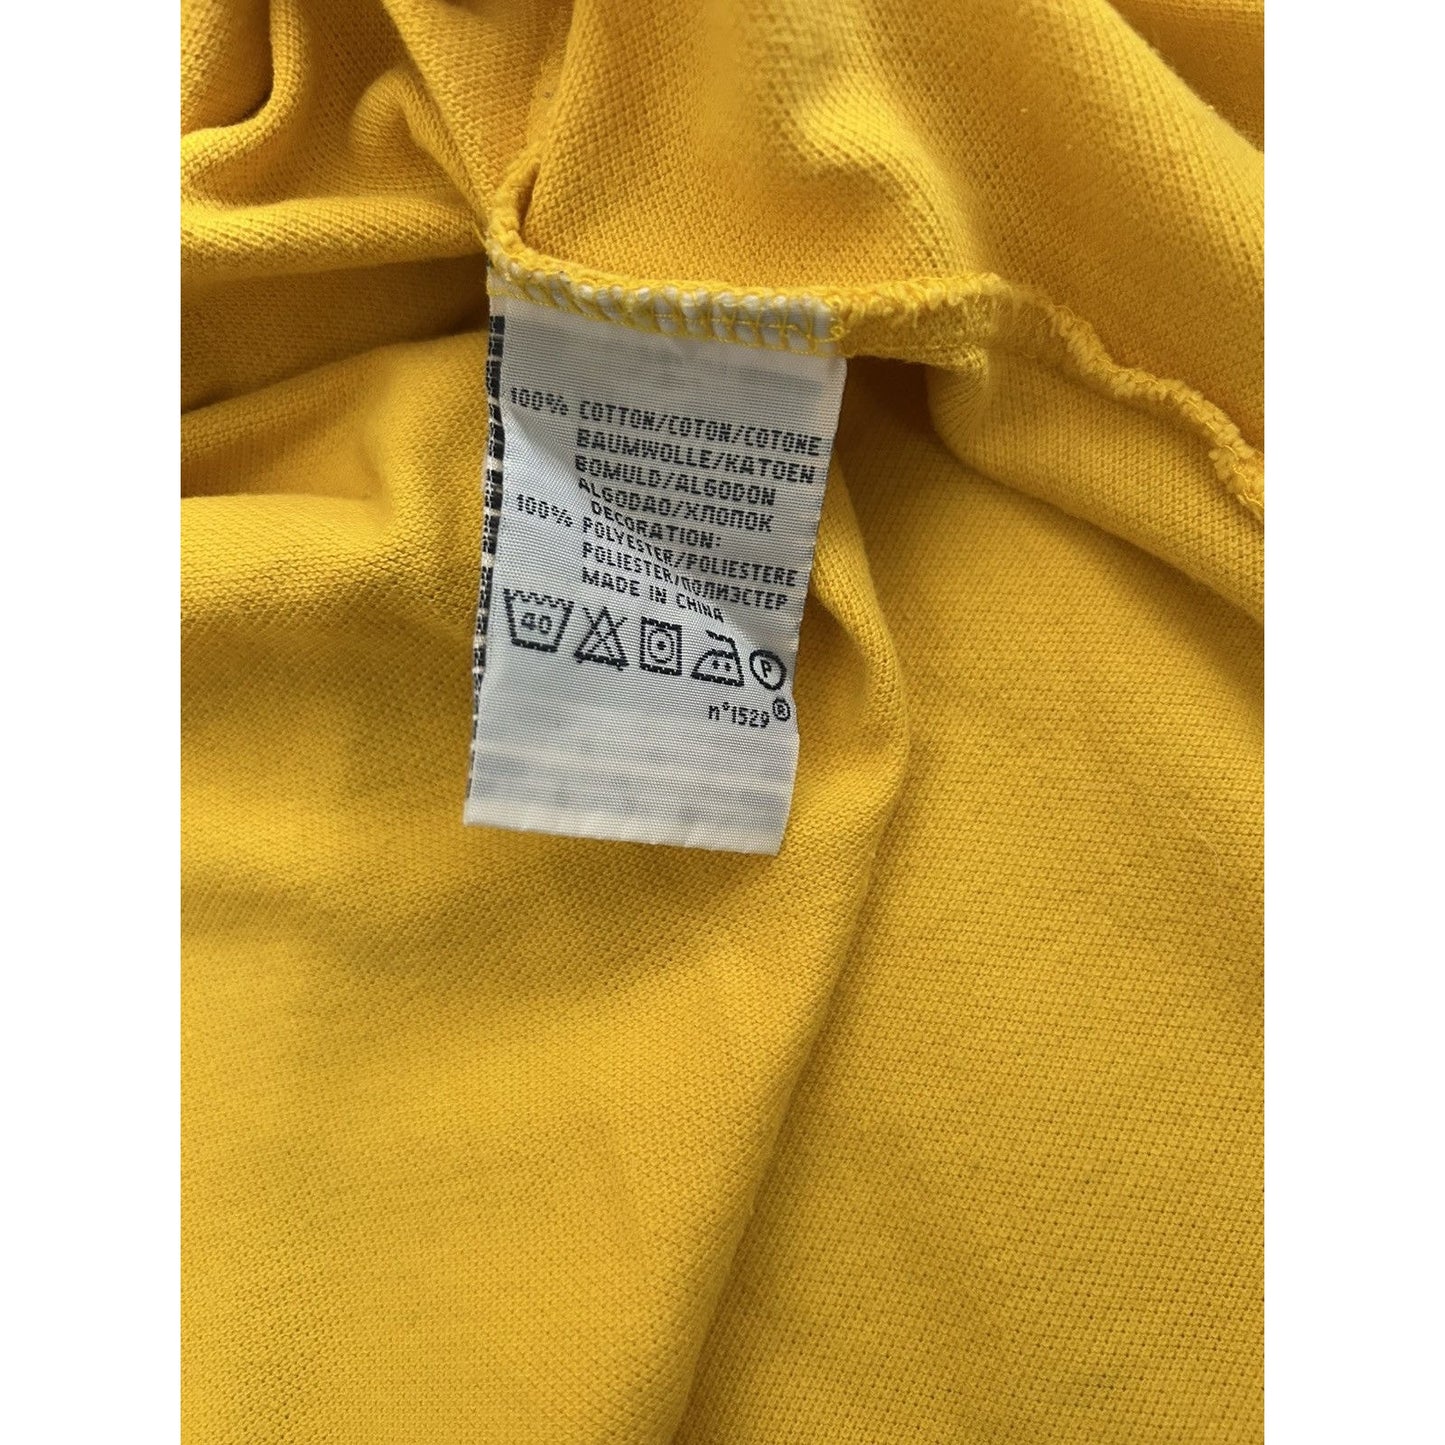 100% COTTON/COTON/COTONE
BAUMWOLLE/KATOEN
BOMULD/ALGODON
ALGODAO/ХЛОПОК
DECORATION:
100% POLYESTER/POLIESTERE
POLIESTER/ПОЛИЭСТЕР
MADE IN CHINA
40
P
n°1529®